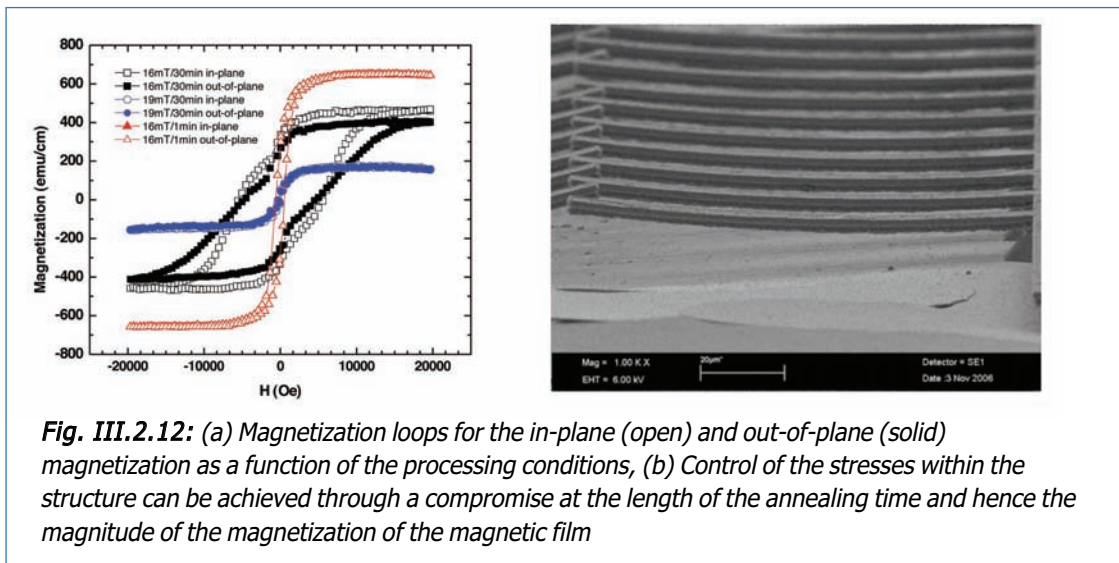 800
600
400
200
0
-200
-400
-600
-800
Magnetization (emu/cm)
16mT/30min in-plane
16mT/30min out-of-plane
19mT/30min in-plane
19mT/30min out-of-plane
16mT/1min in-plane
16mT/1min out-of-plane
-20000 -10000 0 10000 20000
H (Oe)
Mag = 1.00 K X 20µm* Detector = SE1
EHT = 6.00 kV Date :3 Nov 2006
Fig. III.2.12: (a) Magnetization loops for the in-plane (open) and out-of-plane (solid)
magnetization as a function of the processing conditions, (b) Control of the stresses within the
structure can be achieved through a compromise at the length of the annealing time and hence the
magnitude of the magnetization of the magnetic film